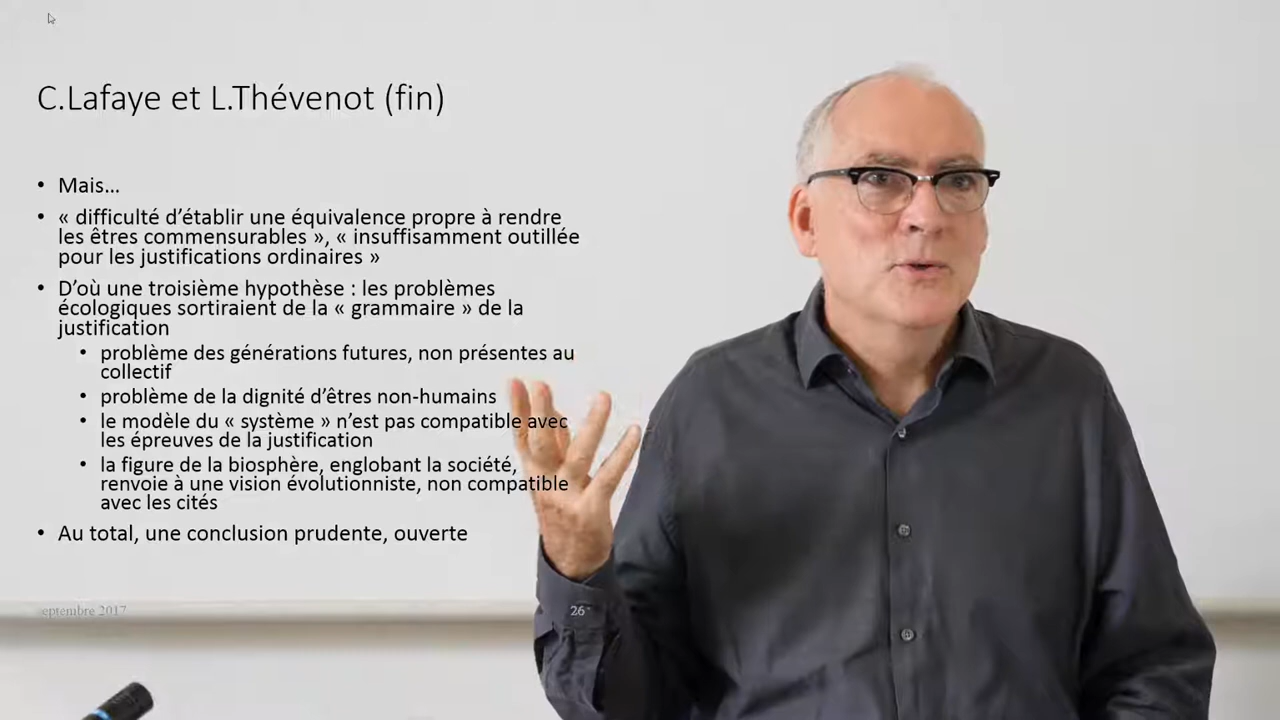 C.Lafaye et L.Thévenot (fin)
• Mais…
• « difficulté d’établir une équivalence propre à rendre
les êtres commensurables », « insuffisamment outillée
pour les justifications ordinaires »
• D’où une troisième hypothèse : les problèmes
écologiques sortiraient de la « grammaire » de la
justification
• problème des générations futures, non présentes au
collectif
• problème de la dignité d’êtres non-humains
• le modèle du « système » n’est pas compatible avec
les épreuves de la justification
• la figure de la biosphère, englobant la société,
renvoie à une vision évolutionniste, non compatible
avec les cités
• Au total, une conclusion prudente, ouverte
eptembre 2017
26